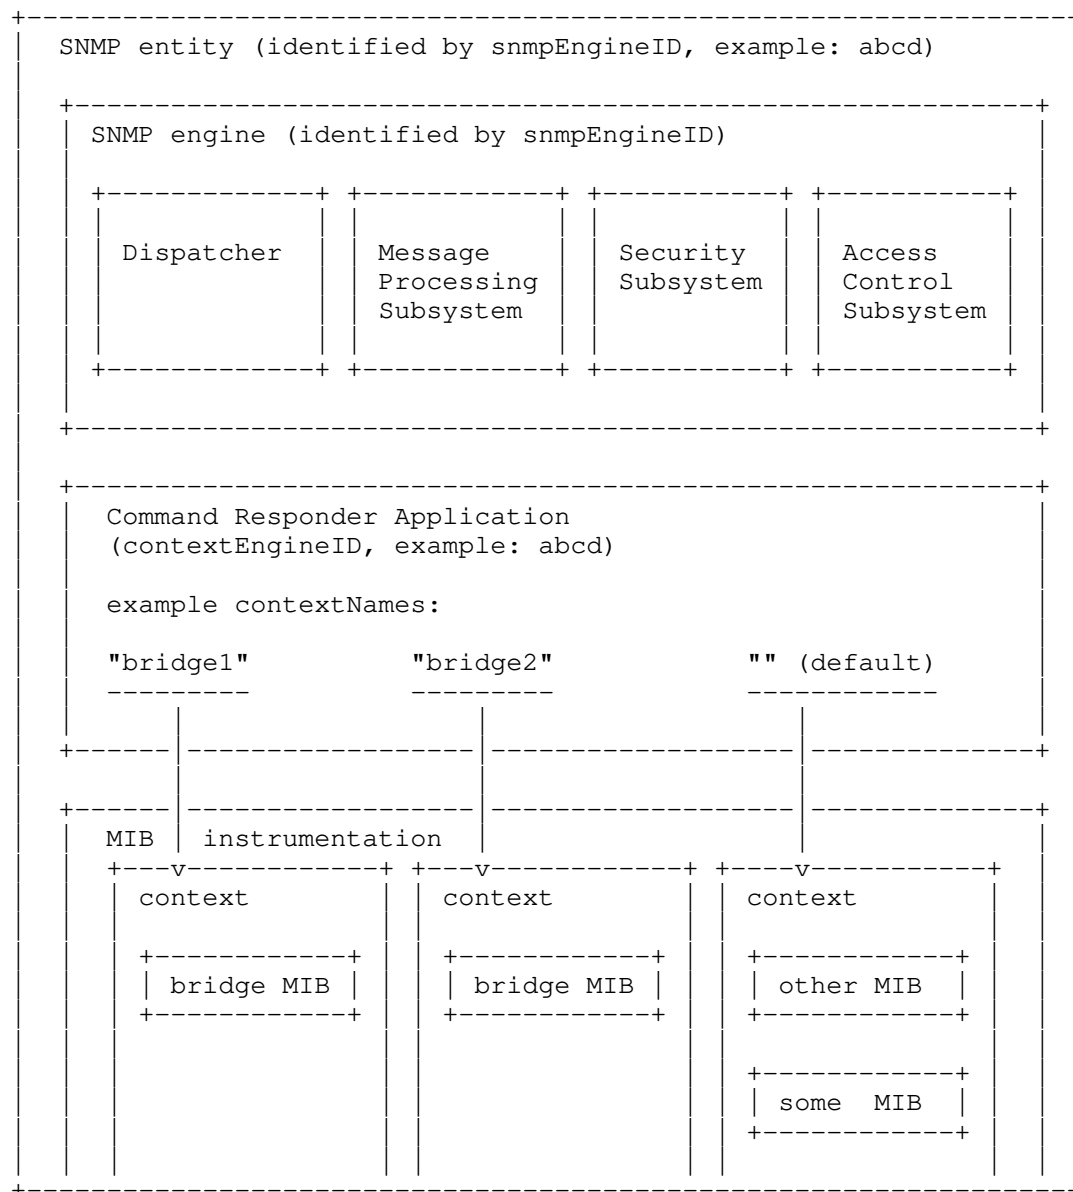 SNMP entity (identified by snmpEngineID, example: abcd)
SNMP engine (identified by snmpEngineID)
Dispatcher
Message
Processing
Subsystem
Security
Subsystem
Access
Control
Subsystem
Command Responder Application
(contextEngineID, example: abcd)
example contextNames:
"bridge1" "bridge2" "" (default)
MIB instrumentation
context context context
bridge MIB bridge MIB other MIB
some MIB